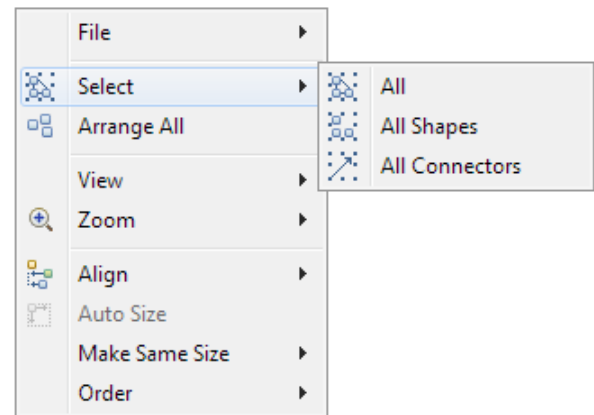 File
Select
Arrange All
View
Zoom
Align
Auto Size
Make Same Size
Order
All
All Shapes
All Connectors